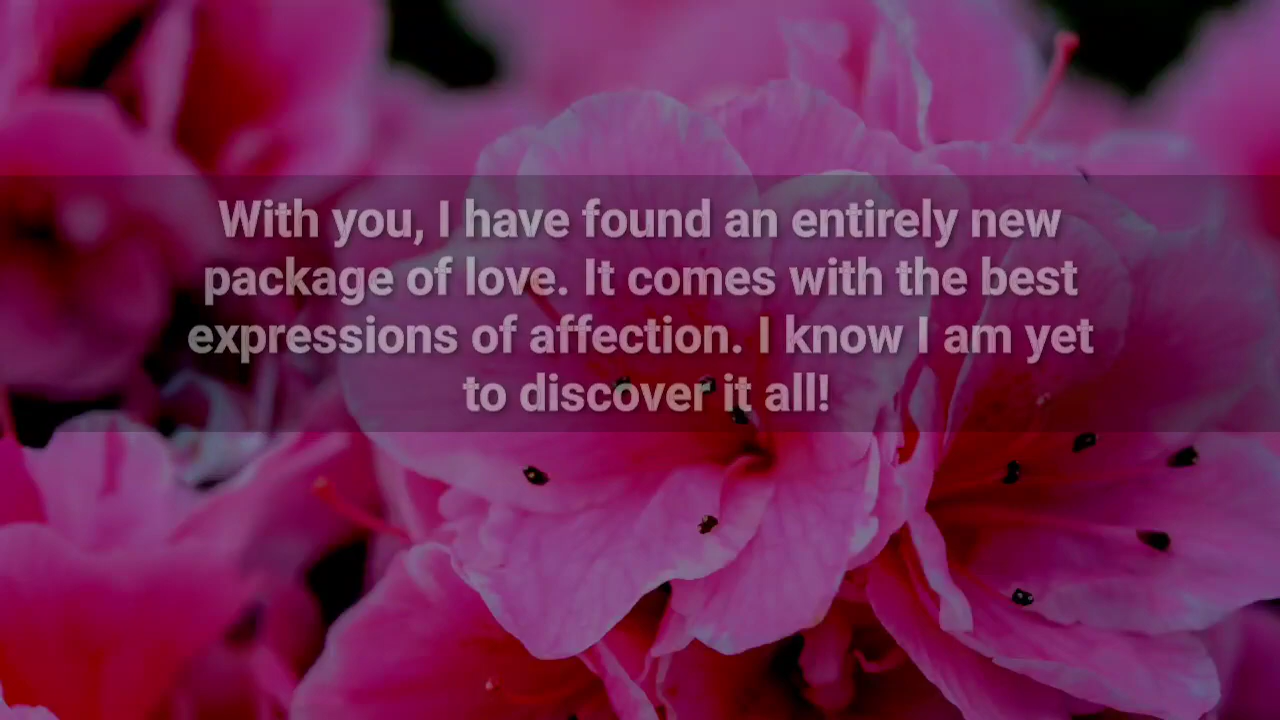 With you, I have found an entirely new
package of love. It comes with the best
expressions of affection. I know I am yet
to discover it all!